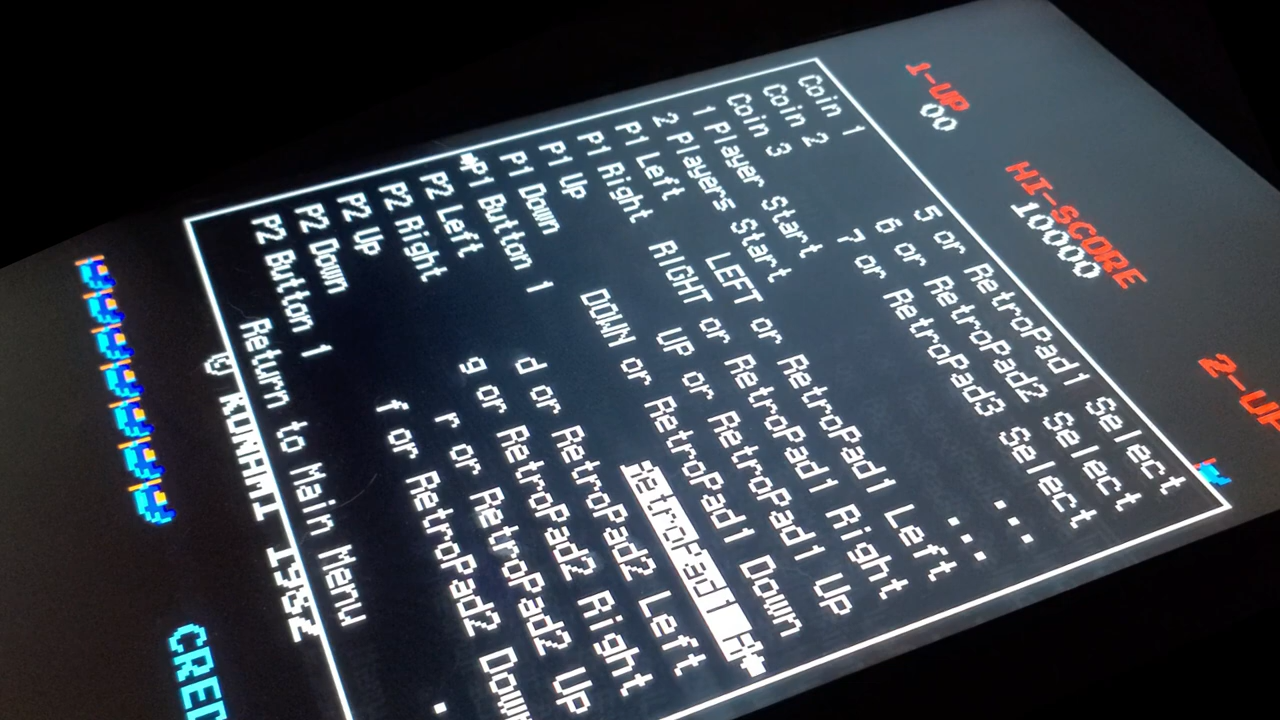 1-UP HI-SCORE 2-UP
00 10000
Coin 1 5 or RetroPad1 Select
Coin 2 6 or RetroPad2 Select
Coin 3 7 or RetroPad3 Select
1 Player Start ...
2 Players Start ...
P1 Left LEFT or RetroPad1 Left
P1 Right RIGHT or RetroPad1 Right
P1 Up UP or RetroPad1 Up
P1 Down DOWN or RetroPad1 Down
P1 Button 1 RetroPad1
P2 Left d or RetroPad2 Left
P2 Right g or RetroPad2 Right
P2 Up r or RetroPad2 Up
P2 Down f or RetroPad2 Down
P2 Button 1
Return to Main Menu
© KONAMI 1982
CRED